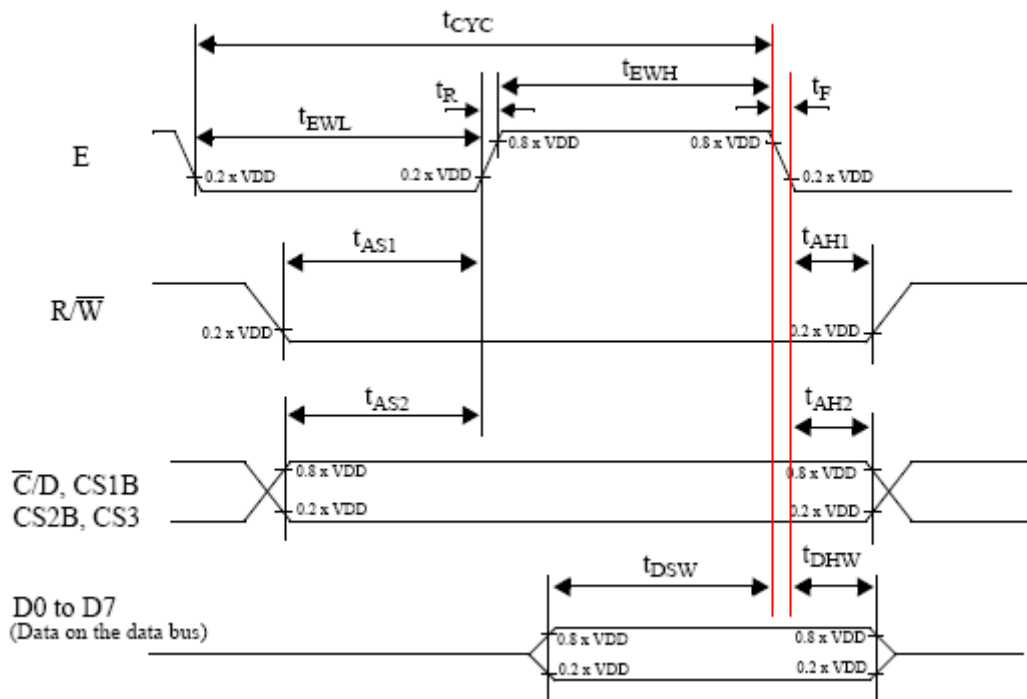 tCYC
tEWH
tR
tF
tEWL
E
0.8 x VDD
0.8 x VDD
0.2 x VDD
0.2 x VDD
0.2 x VDD
tAS1
tAH1
R/W̅
0.2 x VDD
0.2 x VDD
tAS2
tAH2
C̅/D, CS1B
0.8 x VDD
0.8 x VDD
CS2B, CS3
0.2 x VDD
0.2 x VDD
tDSW
tDHW
D0 to D7
(Data on the data bus)
0.8 x VDD
0.8 x VDD
0.2 x VDD
0.2 x VDD